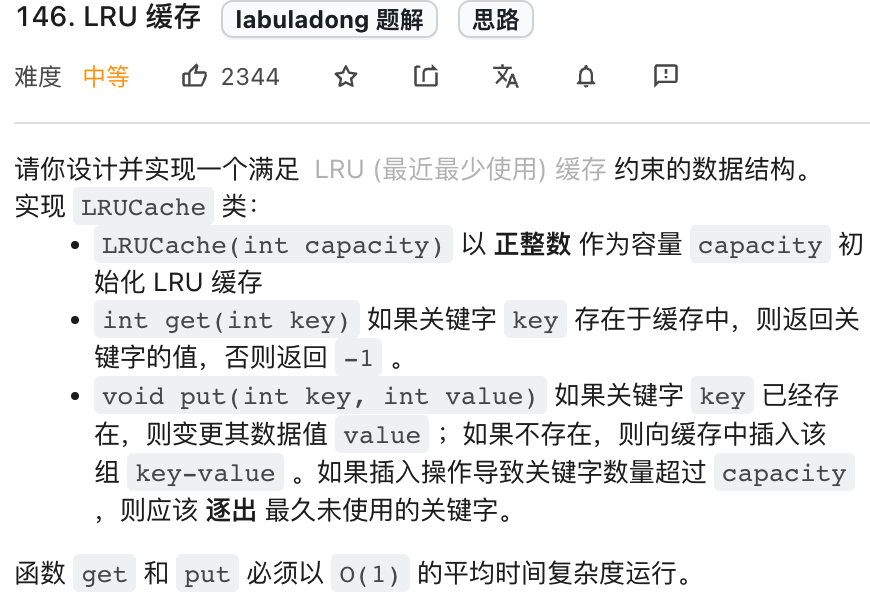 146. LRU 缓存 labuladong 题解 思路
难度 中等 2344
请你设计并实现一个满足 LRU (最近最少使用) 缓存 约束的数据结构。
实现 LRUCache 类：
• LRUCache(int capacity) 以 正整数 作为容量 capacity 初
始化 LRU 缓存
• int get(int key) 如果关键字 key 存在于缓存中，则返回关
键字的值，否则返回 -1 。
• void put(int key, int value) 如果关键字 key 已经存
在，则变更其数据值 value ；如果不存在，则向缓存中插入该
组 key-value 。如果插入操作导致关键字数量超过 capacity
，则应该 逐出 最久未使用的关键字。
函数 get 和 put 必须以 O(1) 的平均时间复杂度运行。